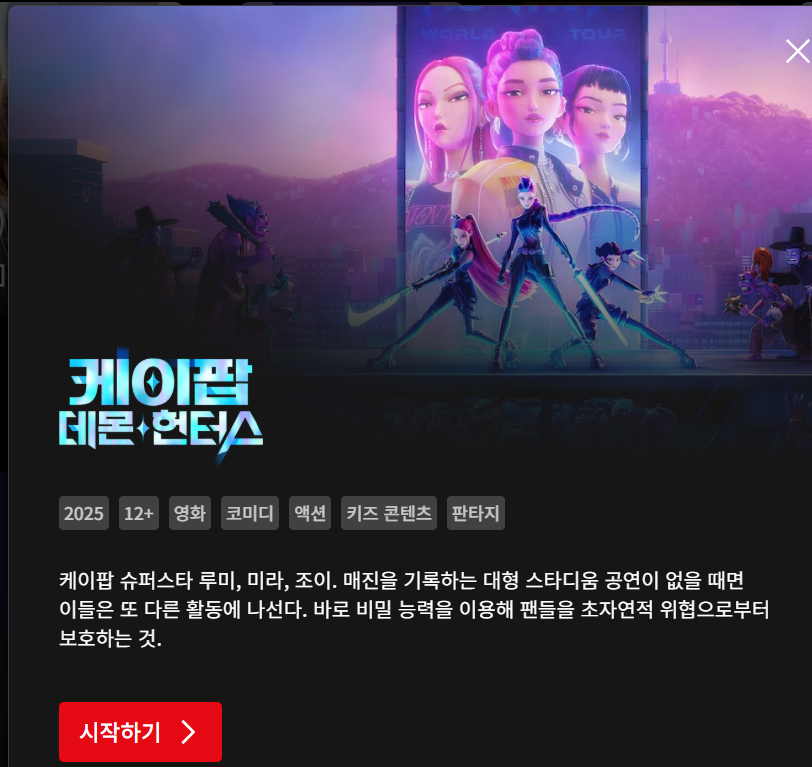 WORLD TOUR
케이팝
데몬 헌터스
2025 12+ 영화 코미디 액션 키즈 콘텐츠 판타지
케이팝 슈퍼스타 루미, 미라, 조이. 매진을 기록하는 대형 스타디움 공연이 없을 때면
이들은 또 다른 활동에 나선다. 바로 비밀 능력을 이용해 팬들을 초자연적 위협으로부터
보호하는 것.
시작하기